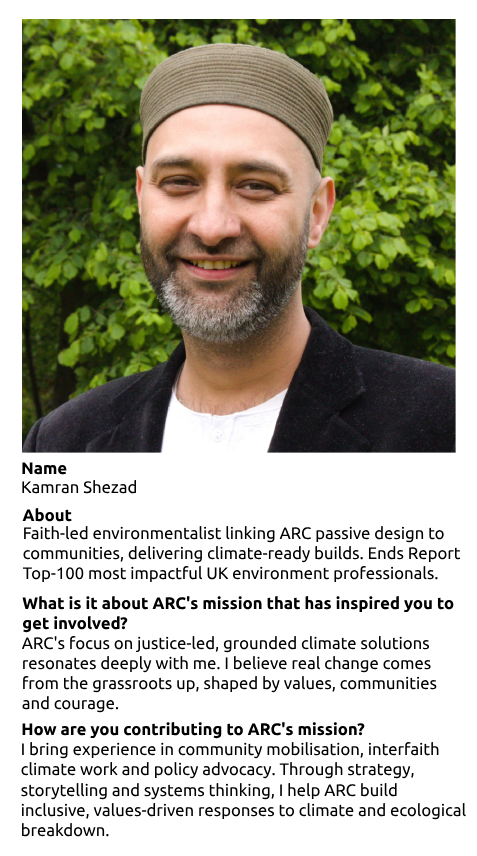 Name
Kamran Shezad
About
Faith-led environmentalist linking ARC passive design to
communities, delivering climate-ready builds. Ends Report
Top-100 most impactful UK environment professionals.
What is it about ARC's mission that has inspired you to
get involved?
ARC's focus on justice-led, grounded climate solutions
resonates deeply with me. I believe real change comes
from the grassroots up, shaped by values, communities
and courage.
How are you contributing to ARC's mission?
I bring experience in community mobilisation, interfaith
climate work and policy advocacy. Through strategy,
storytelling and systems thinking, I help ARC build
inclusive, values-driven responses to climate and ecological
breakdown.